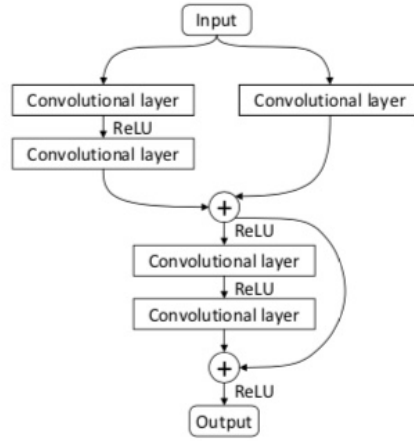 Input
Convolutional layer
Convolutional layer
ReLU
Convolutional layer
+
ReLU
Convolutional layer
ReLU
Convolutional layer
+
ReLU
Output